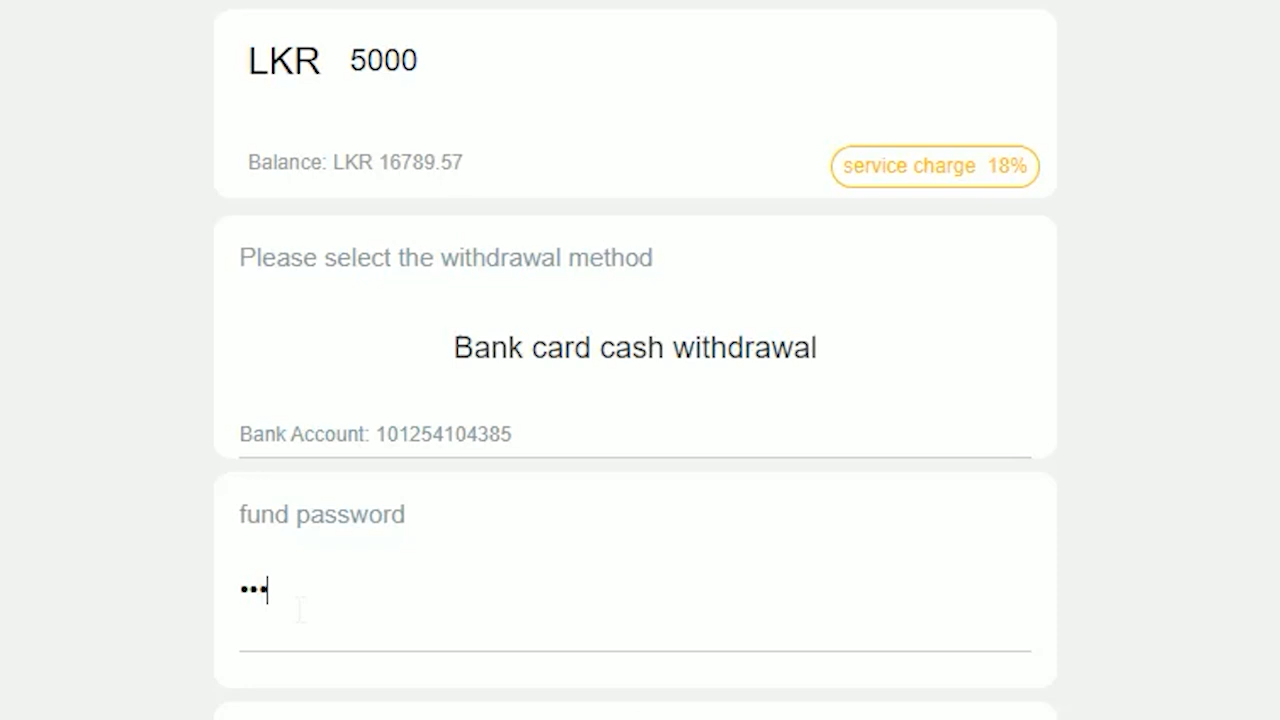 LKR 5000
Balance: LKR 16789.57
service charge 18%
Please select the withdrawal method
Bank card cash withdrawal
Bank Account: 101254104385
fund password
•••